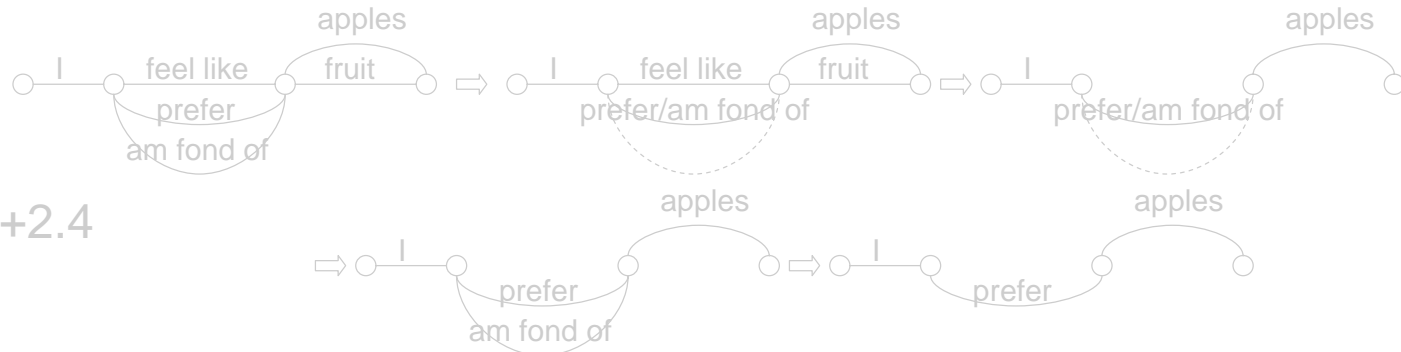 apples apples apples
I feel like fruit I feel like fruit I
prefer prefer/am fond of prefer/am fond of
am fond of
apples apples
+2.4
I I
prefer prefer
am fond of